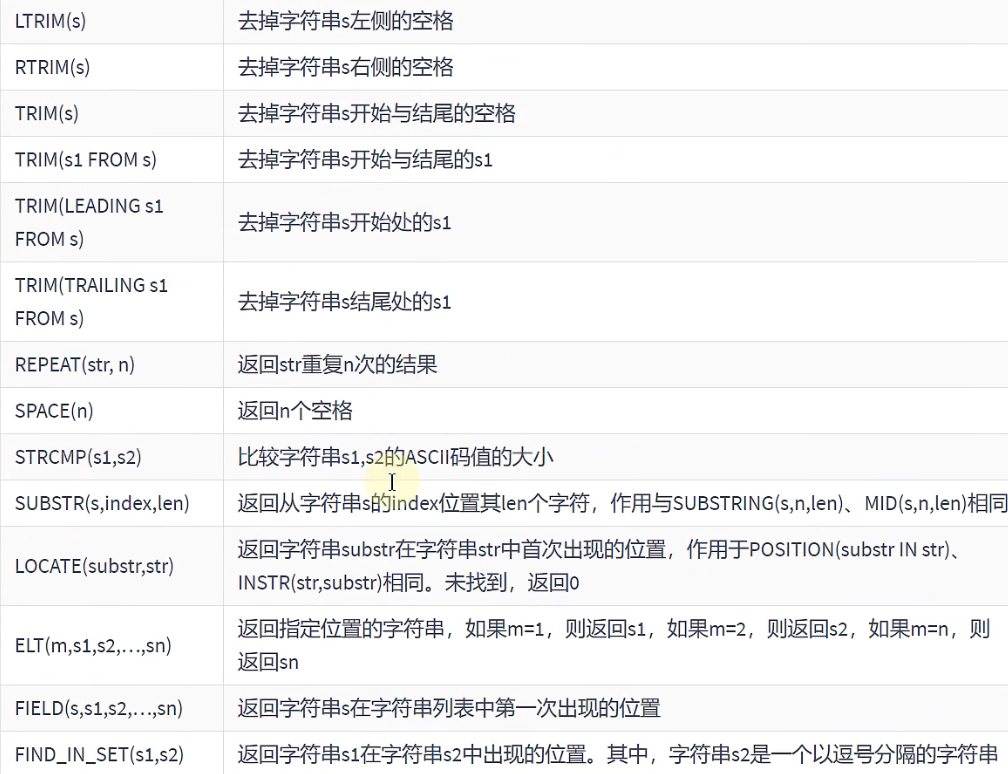 LTRIM(s) 去掉字符串s左侧的空格
RTRIM(s) 去掉字符串s右侧的空格
TRIM(s) 去掉字符串s开始与结尾的空格
TRIM(s1 FROM s) 去掉字符串s开始与结尾的s1
TRIM(LEADING s1
FROM s)
去掉字符串s开始处的s1
TRIM(TRAILING s1
FROM s)
去掉字符串s结尾处的s1
REPEAT(str, n) 返回str重复n次的结果
SPACE(n) 返回n个空格
STRCMP(s1,s2) 比较字符串s1,s2的ASCII码值的大小
SUBSTR(s,index,len) 返回从字符串s的index位置其len个字符，作用与SUBSTRING(s,n,len)、MID(s,n,len)相同
LOCATE(substr,str)
返回字符串substr在字符串str中首次出现的位置，作用于POSITION(substr IN str)、
INSTR(str,substr)相同。未找到，返回0
ELT(m,s1,s2,…,sn)
返回指定位置的字符串，如果m=1，则返回s1，如果m=2，则返回s2，如果m=n，则
返回sn
FIELD(s,s1,s2,…,sn) 返回字符串s在字符串列表中第一次出现的位置
FIND_IN_SET(s1,s2) 返回字符串s1在字符串s2中出现的位置。其中，字符串s2是一个以逗号分隔的字符串